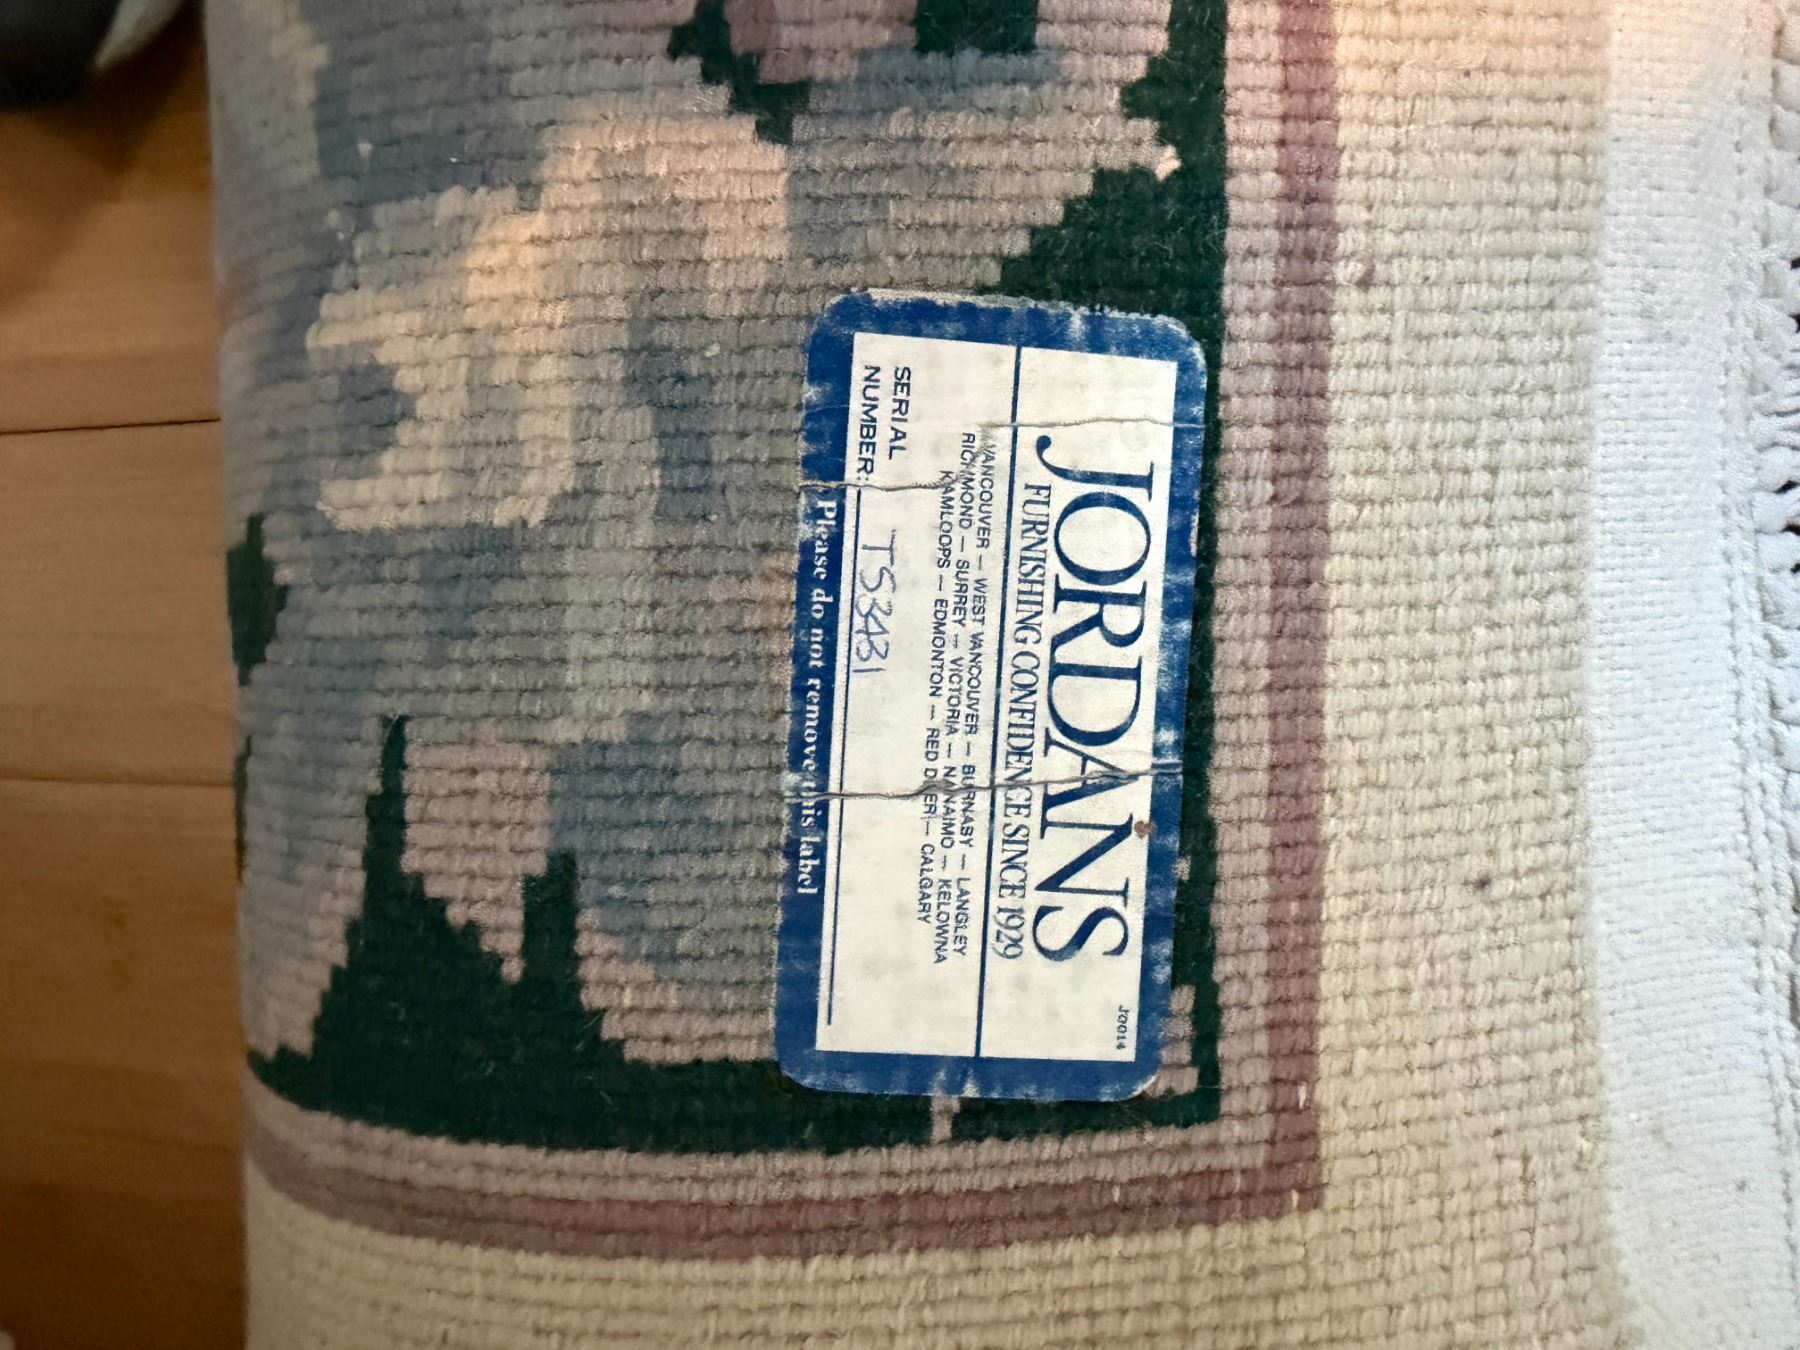 J0014
JORDANS
FURNISHING CONFIDENCE SINCE 1929
VANCOUVER — WEST VANCOUVER — BURNABY — LANGLEY
RICHMOND — SURREY — VICTORIA — NANAIMO — KELOWNA
KAMLOOPS — EDMONTON — RED DEER — CALGARY
SERIAL
NUMBER: TS3431
Please do not remove this label